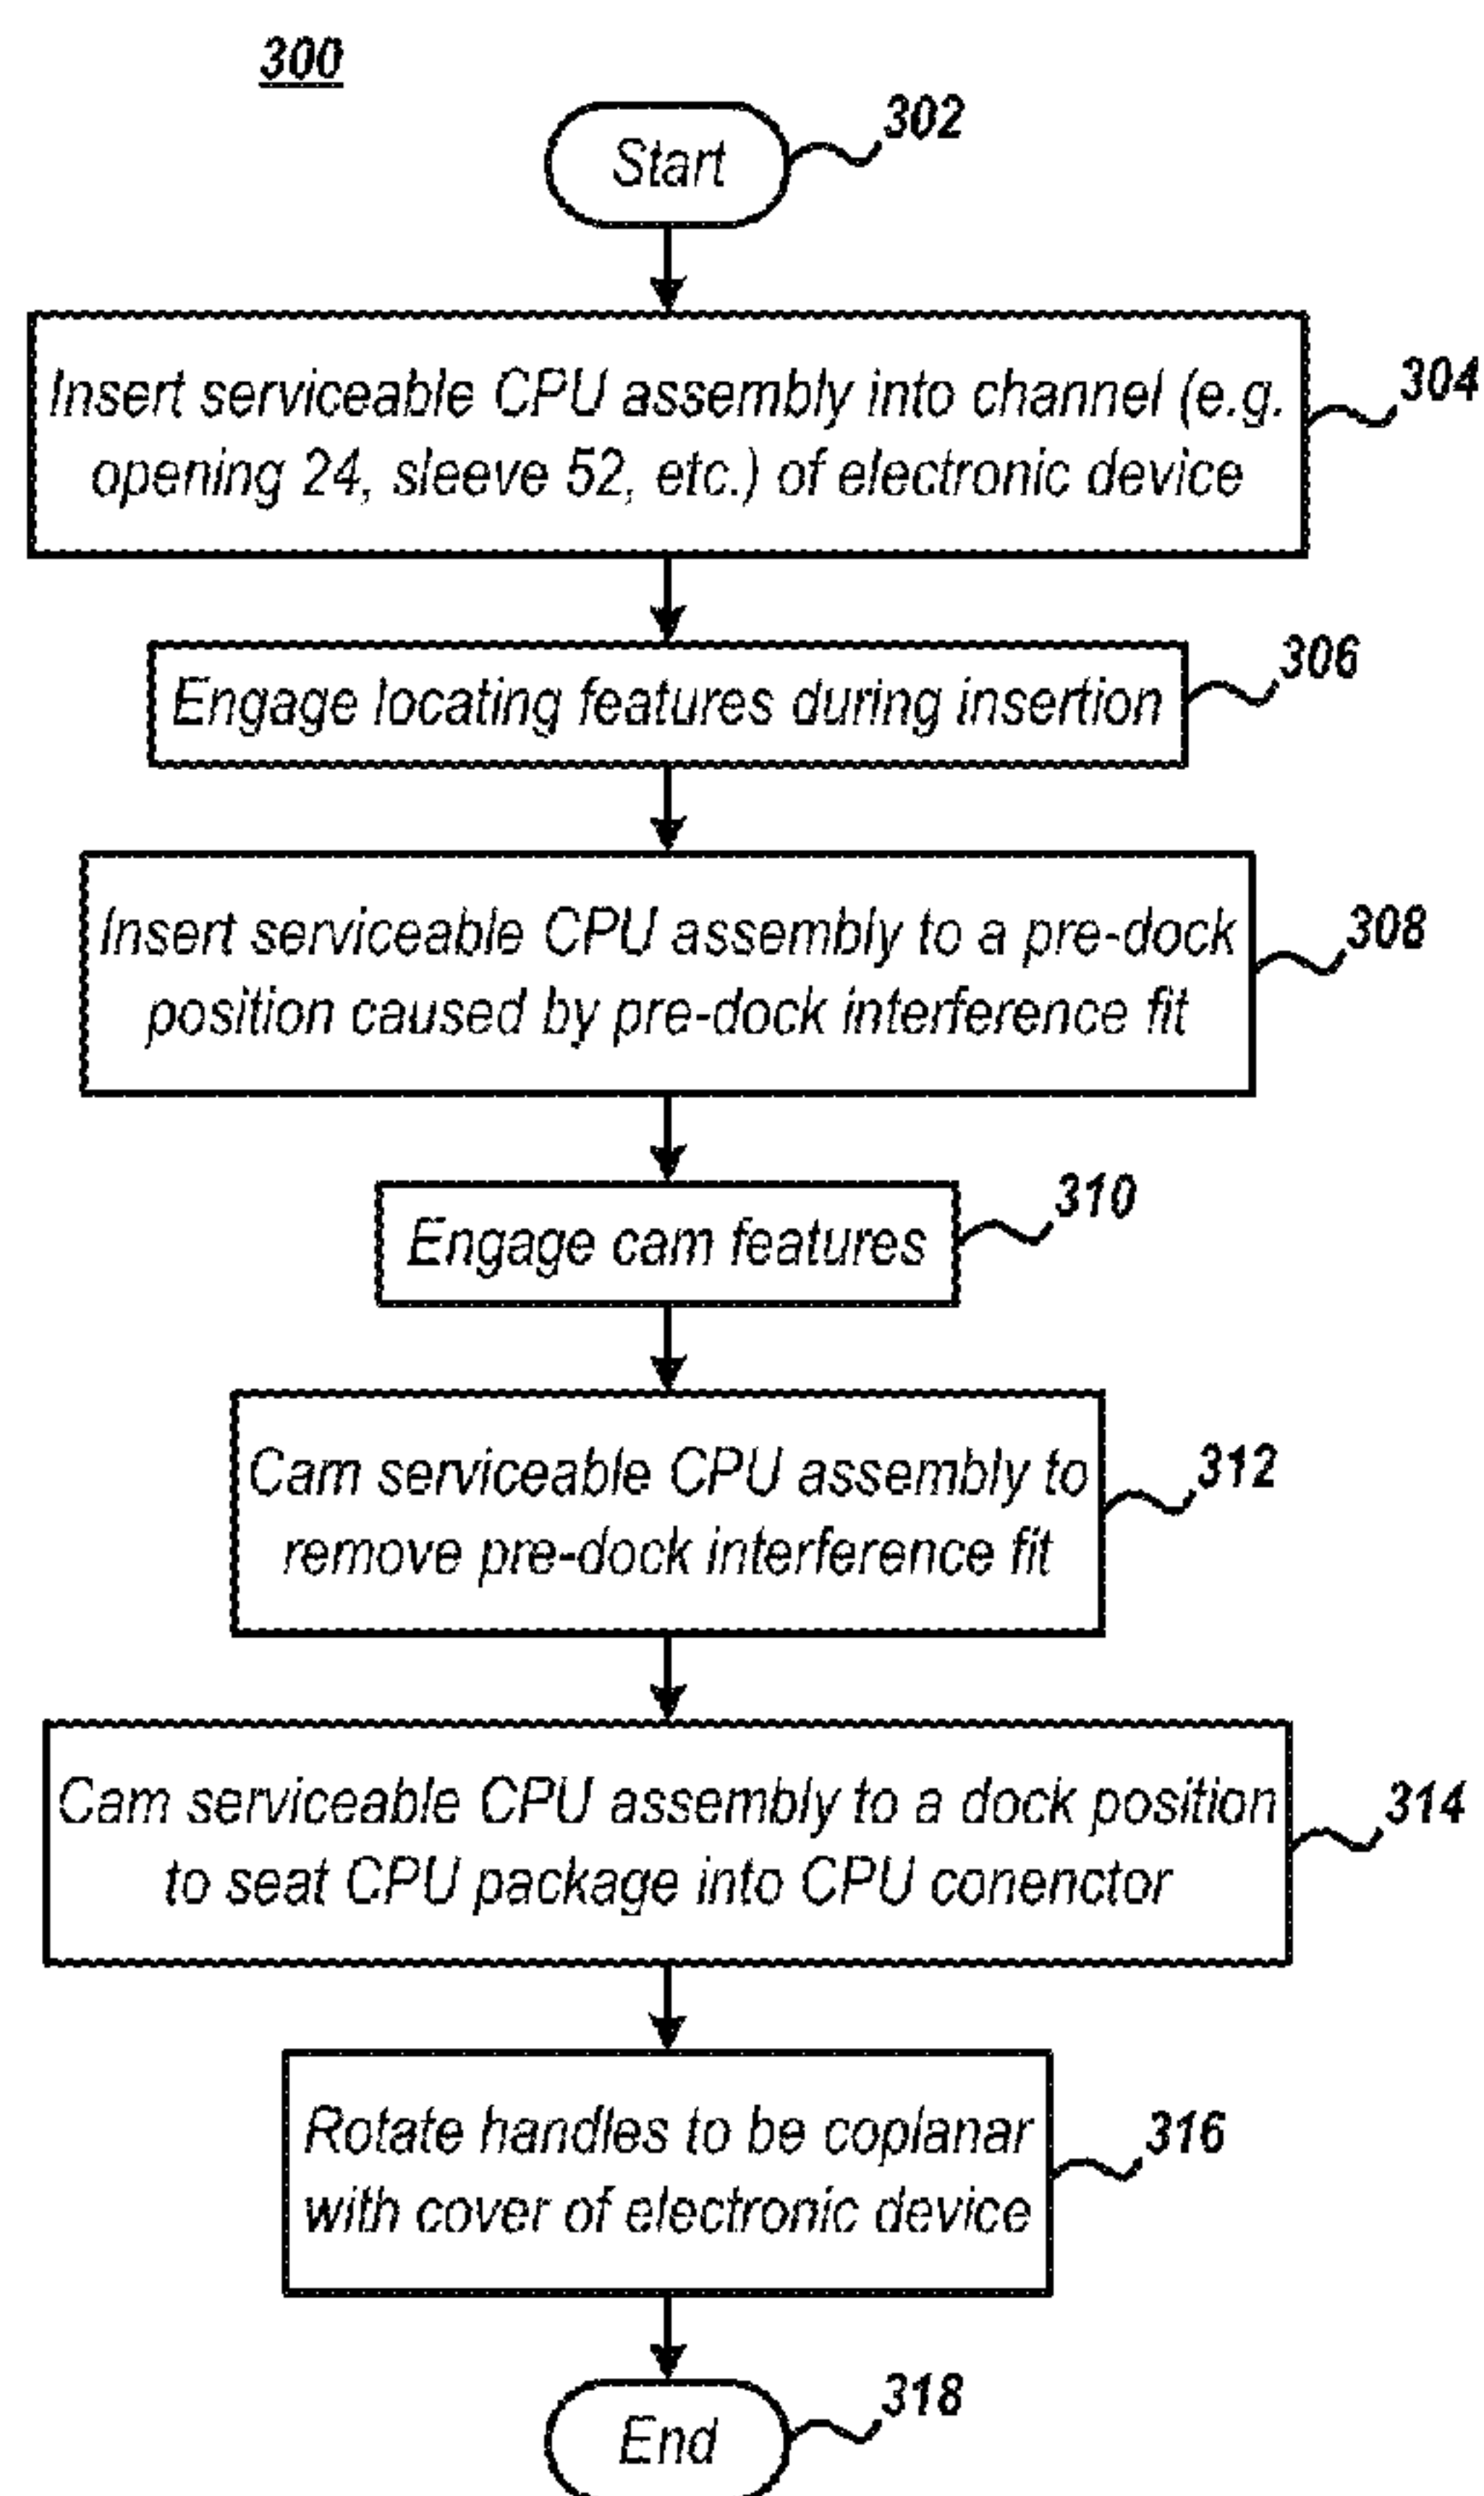 300
Start
302
Insert serviceable CPU assembly into channel (e.g.
opening 24, sleeve 52, etc.) of electronic device
304
Engage locating features during insertion
306
Insert serviceable CPU assembly to a pre-dock
position caused by pre-dock interference fit
308
Engage cam features
310
Cam serviceable CPU assembly to
remove pre-dock interference fit
312
Cam serviceable CPU assembly to a dock position
to seat CPU package into CPU conenctor
314
Rotate handles to be coplanar
with cover of electronic device
316
End
318